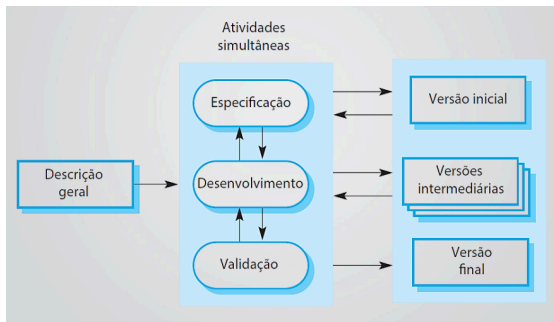 Atividades
simultâneas
Especificação
Versão inicial
Descrição
geral
Desenvolvimento
Versões
intermediárias
Validação
Versão
final